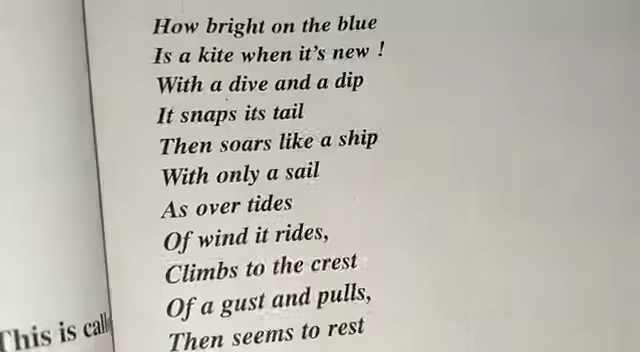 How bright on the blue
Is a kite when it's new !
With a dive and a dip
It snaps its tail
Then soars like a ship
With only a sail
As over tides
Of wind it rides,
Climbs to the crest
Of a gust and pulls,
Then seems to rest
This is